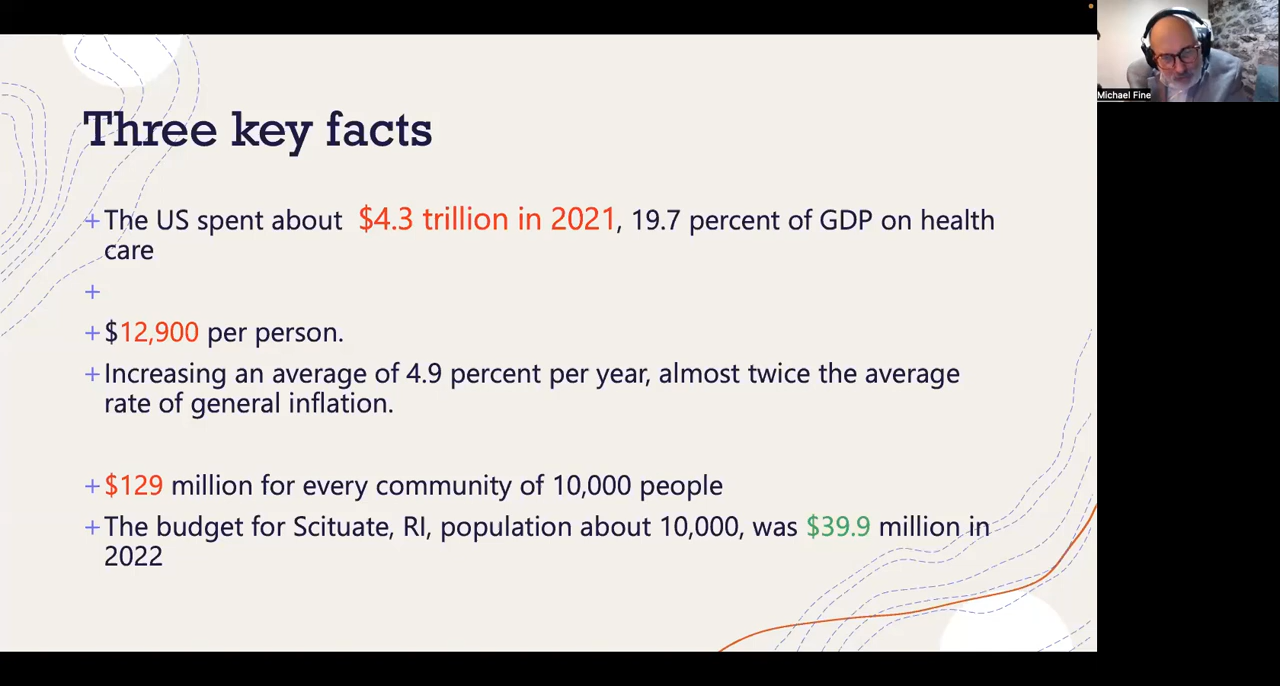 Three key facts
+The US spent about $4.3 trillion in 2021, 19.7 percent of GDP on health
care
+
+$12,900 per person.
+Increasing an average of 4.9 percent per year, almost twice the average
rate of general inflation.
+$129 million for every community of 10,000 people
+The budget for Scituate, RI, population about 10,000, was $39.9 million in
2022
Michael Fine